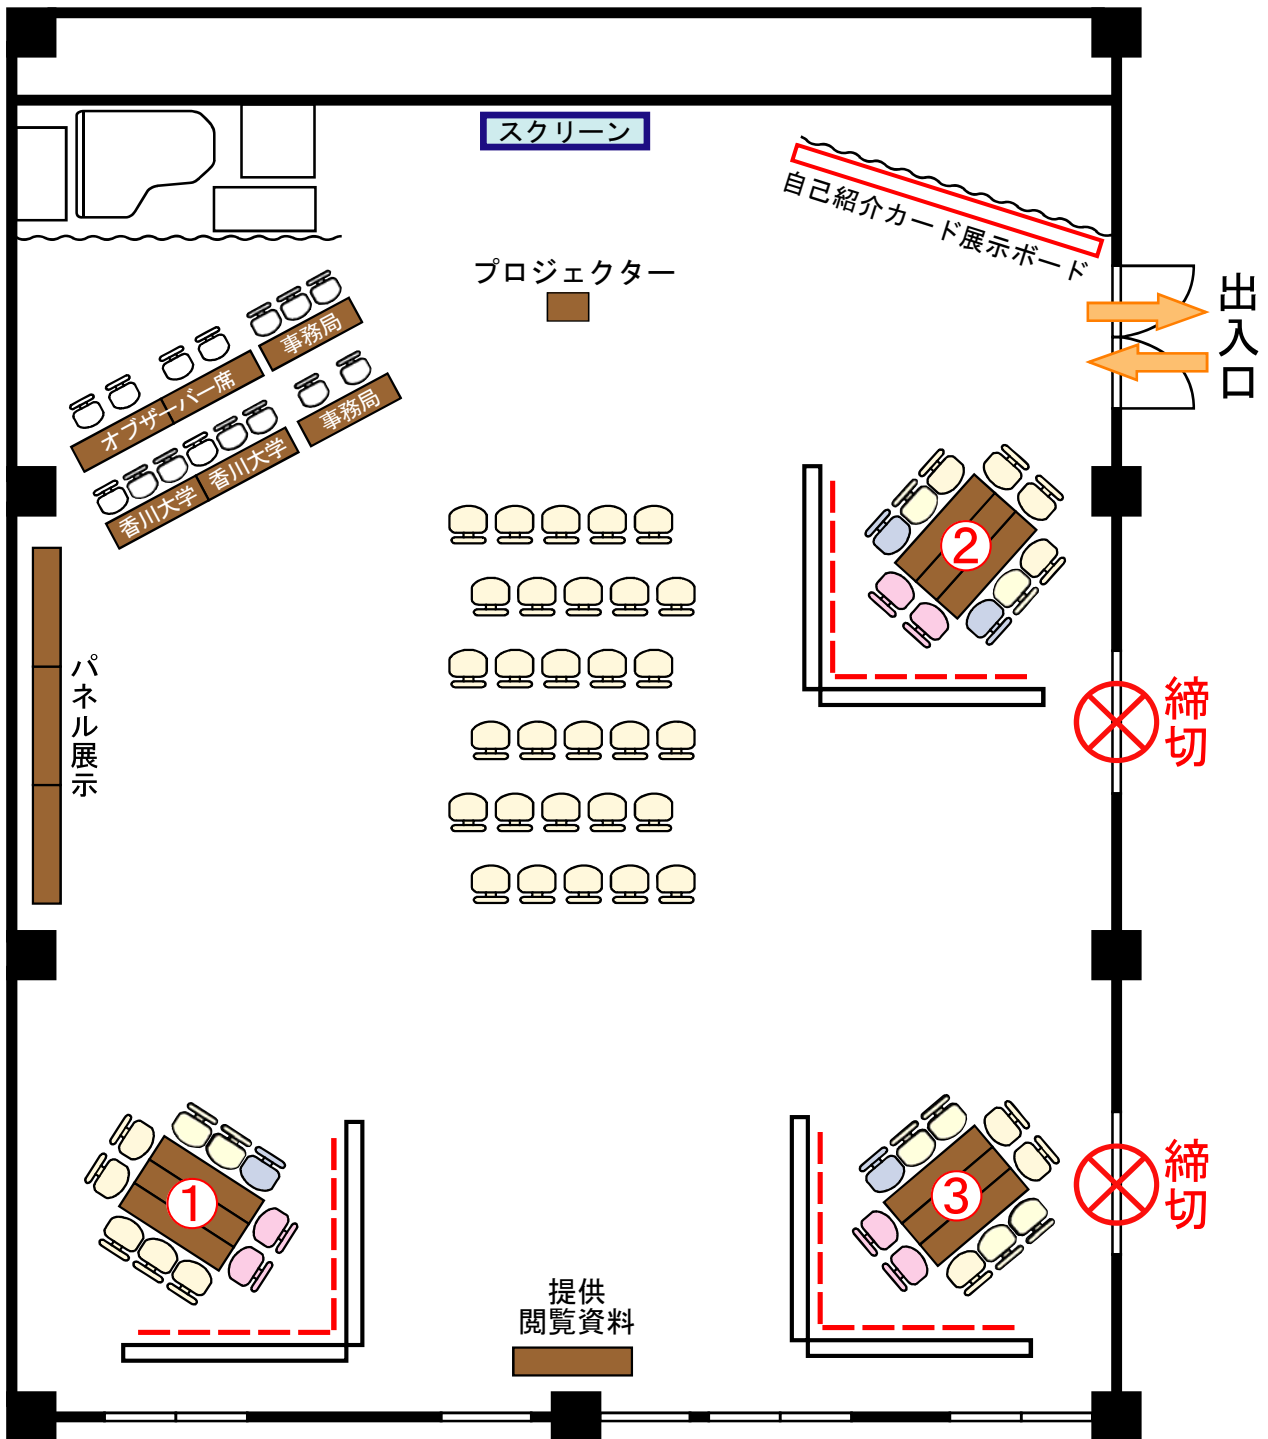 スクリーン
自己紹介カード展示ボード
プロジェクター
出入口
事務局
オブザーバー席
事務局
香川大学
香川大学
②
パネル展示
締切
締切
①
③
提供
閲覧資料